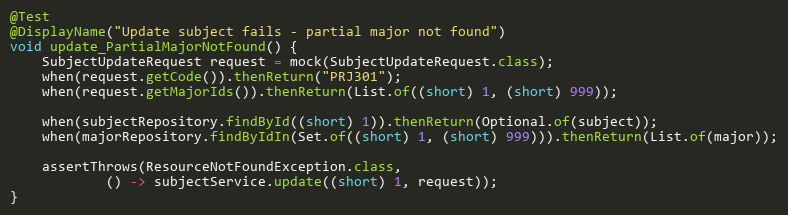 @Test
@DisplayName("Update subject fails - partial major not found")
void update_PartialMajorNotFound() {
    SubjectUpdateRequest request = mock(SubjectUpdateRequest.class);
    when(request.getCode()).thenReturn("PRJ301");
    when(request.getMajorIds()).thenReturn(List.of((short) 1, (short) 999));

    when(subjectRepository.findById((short) 1)).thenReturn(Optional.of(subject));
    when(majorRepository.findByIdIn(Set.of((short) 1, (short) 999))).thenReturn(List.of(major));

    assertThrows(ResourceNotFoundException.class,
            () -> subjectService.update((short) 1, request));
}